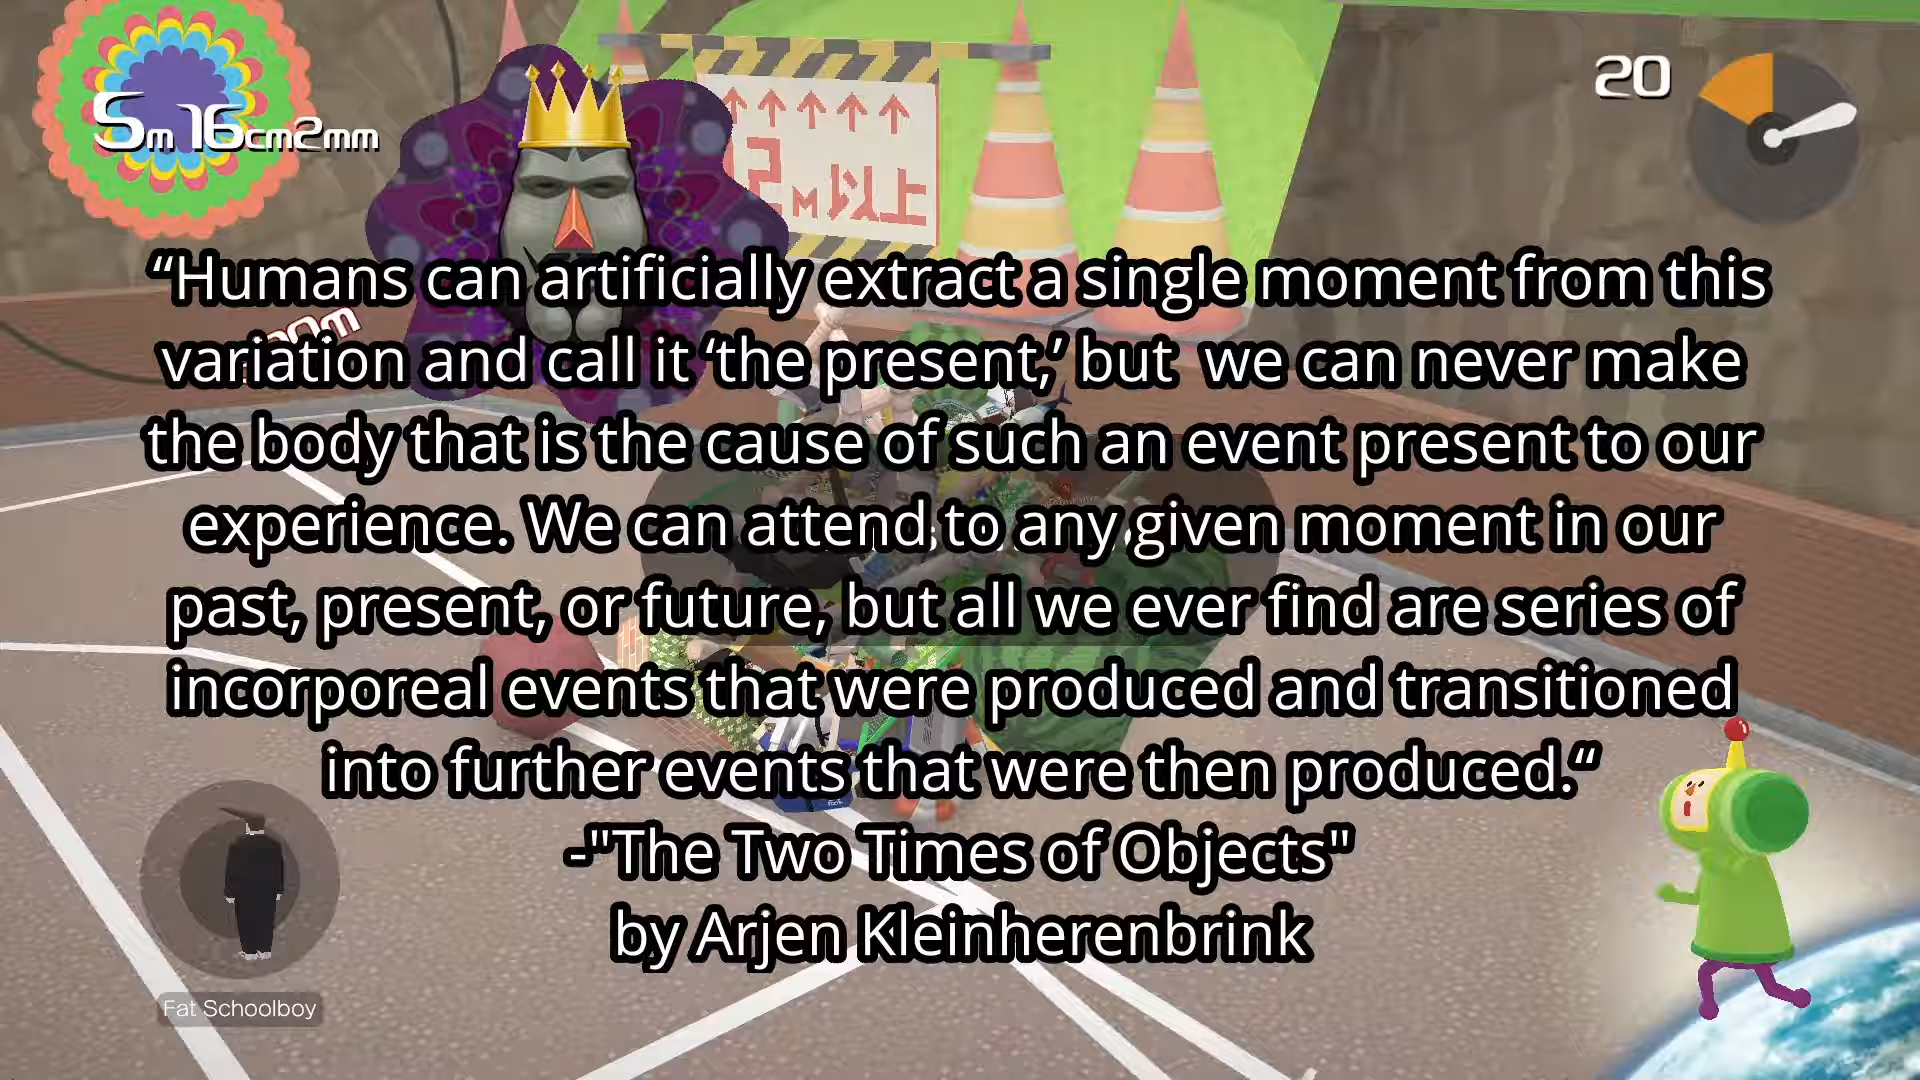 5m 16cm2mm
20
5M以上
“Humans can artificially extract a single moment from this
variation and call it ‘the present,’ but  we can never make
the body that is the cause of such an event present to our
experience. We can attend to any given moment in our
past, present, or future, but all we ever find are series of
incorporeal events that were produced and transitioned
into further events that were then produced.“
-"The Two Times of Objects"
by Arjen Kleinherenbrink
Fat Schoolboy